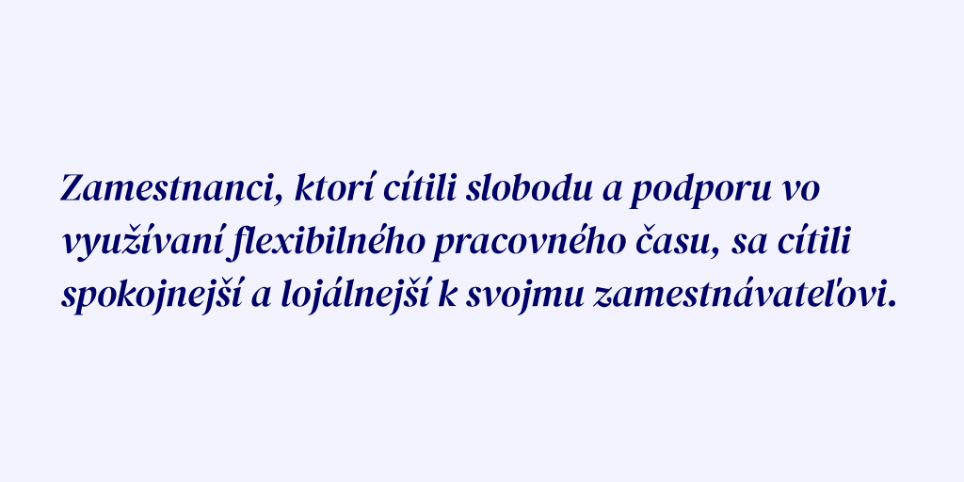 Zamestnanci, ktorí cítili slobodu a podporu vo
využívaní flexibilného pracovného času, sa cítili
spokojnejší a lojálnejší k svojmu zamestnávateľovi.